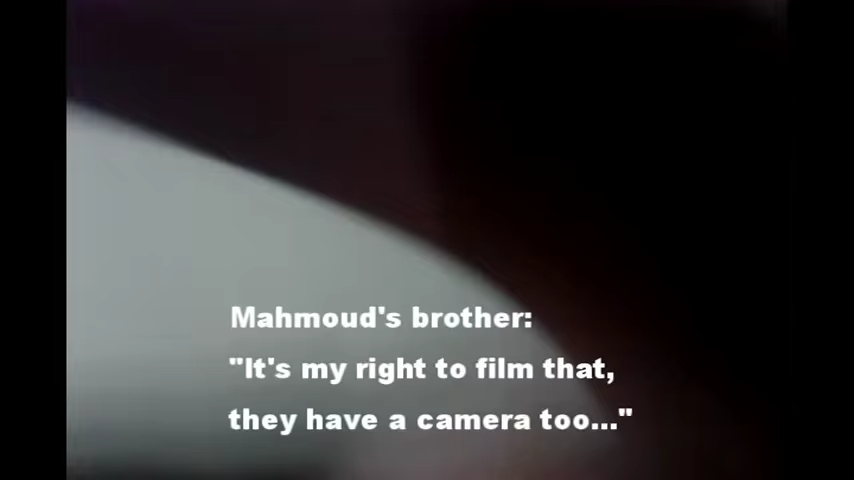 Mahmoud's brother:
"It's my right to film that,
they have a camera too..."